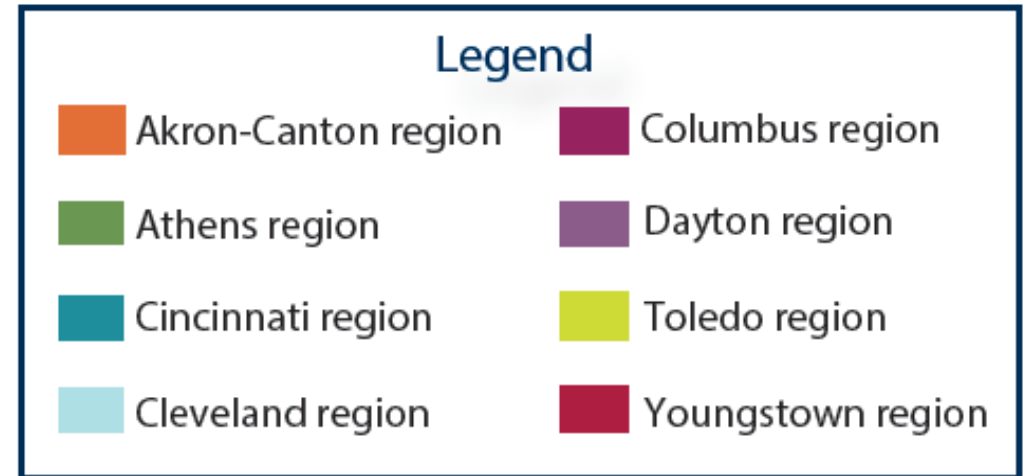 Legend
Akron-Canton region
Athens region
Cincinnati region
Cleveland region
Columbus region
Dayton region
Toledo region
Youngstown region